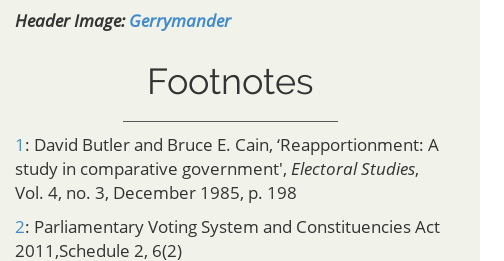 Header Image: Gerrymander
Footnotes
1: David Butler and Bruce E. Cain, ‘Reapportionment: A
study in comparative government', Electoral Studies,
Vol. 4, no. 3, December 1985, p. 198
2: Parliamentary Voting System and Constituencies Act
2011,Schedule 2, 6(2)